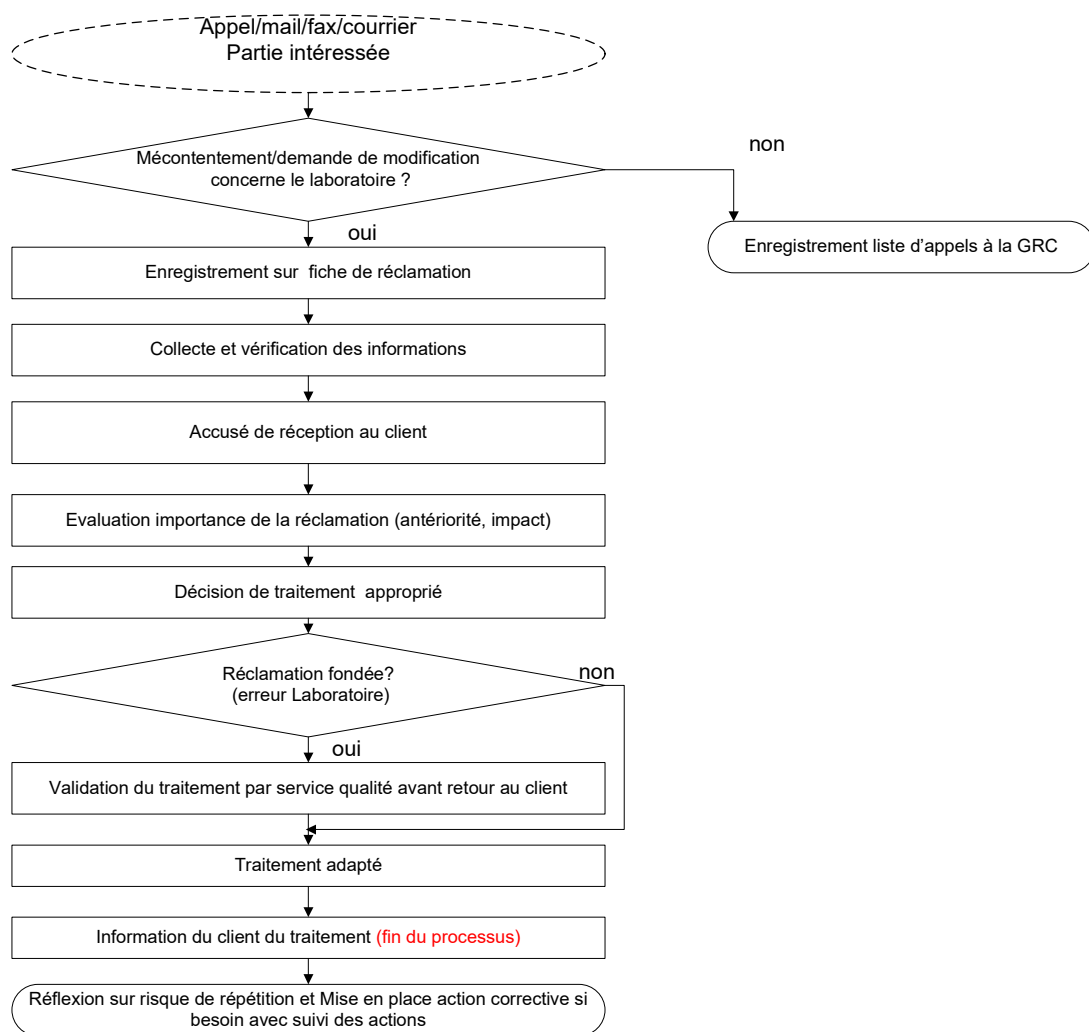 Appel/mail/fax/courrier
Partie intéressée
Mécontentement/demande de modification
concerne le laboratoire ?
non
oui
Enregistrement liste d'appels à la GRC
Enregistrement sur fiche de réclamation
Collecte et vérification des informations
Accusé de réception au client
Evaluation importance de la réclamation (antériorité, impact)
Décision de traitement approprié
Réclamation fondée?
(erreur Laboratoire)
non
oui
Validation du traitement par service qualité avant retour au client
Traitement adapté
Information du client du traitement (fin du processus)
Réflexion sur risque de répétition et Mise en place action corrective si
besoin avec suivi des actions